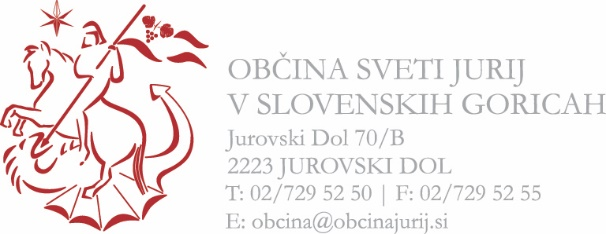 OBČINA SVETI JURIJ
V SLOVENSKIH GORICAH
Jurovski Dol 70/B
2223 JUROVSKI DOL
T: 02/729 52 50 | F: 02/729 52 55
E: obcina@obcinajurij.si